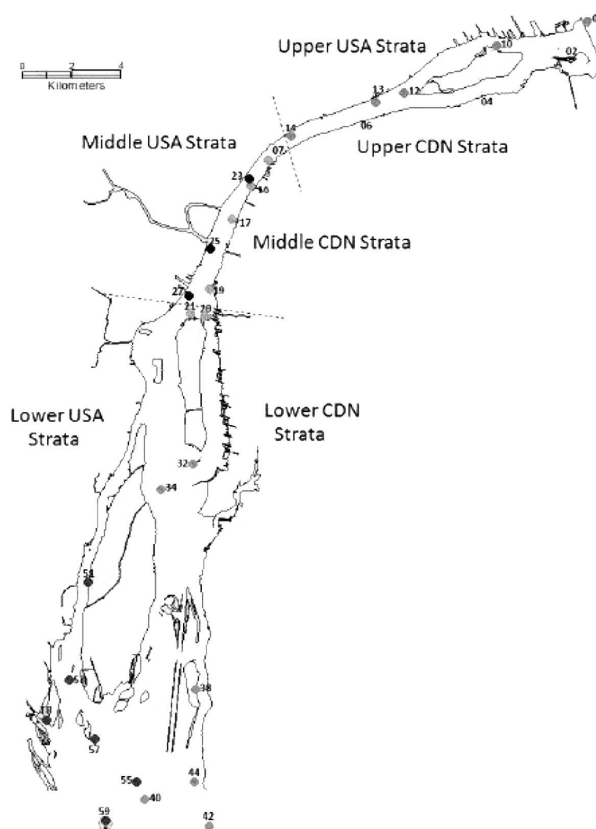 Upper USA Strata
10
02
0 2 4
Kilometers
13
12
04
06
14
Upper CDN Strata
Middle USA Strata
07
23
16
17
Middle CDN Strata
25
27
19
21
20
Lower USA
Strata
Lower CDN
Strata
32
34
51
38
57
55
44
40
59
42